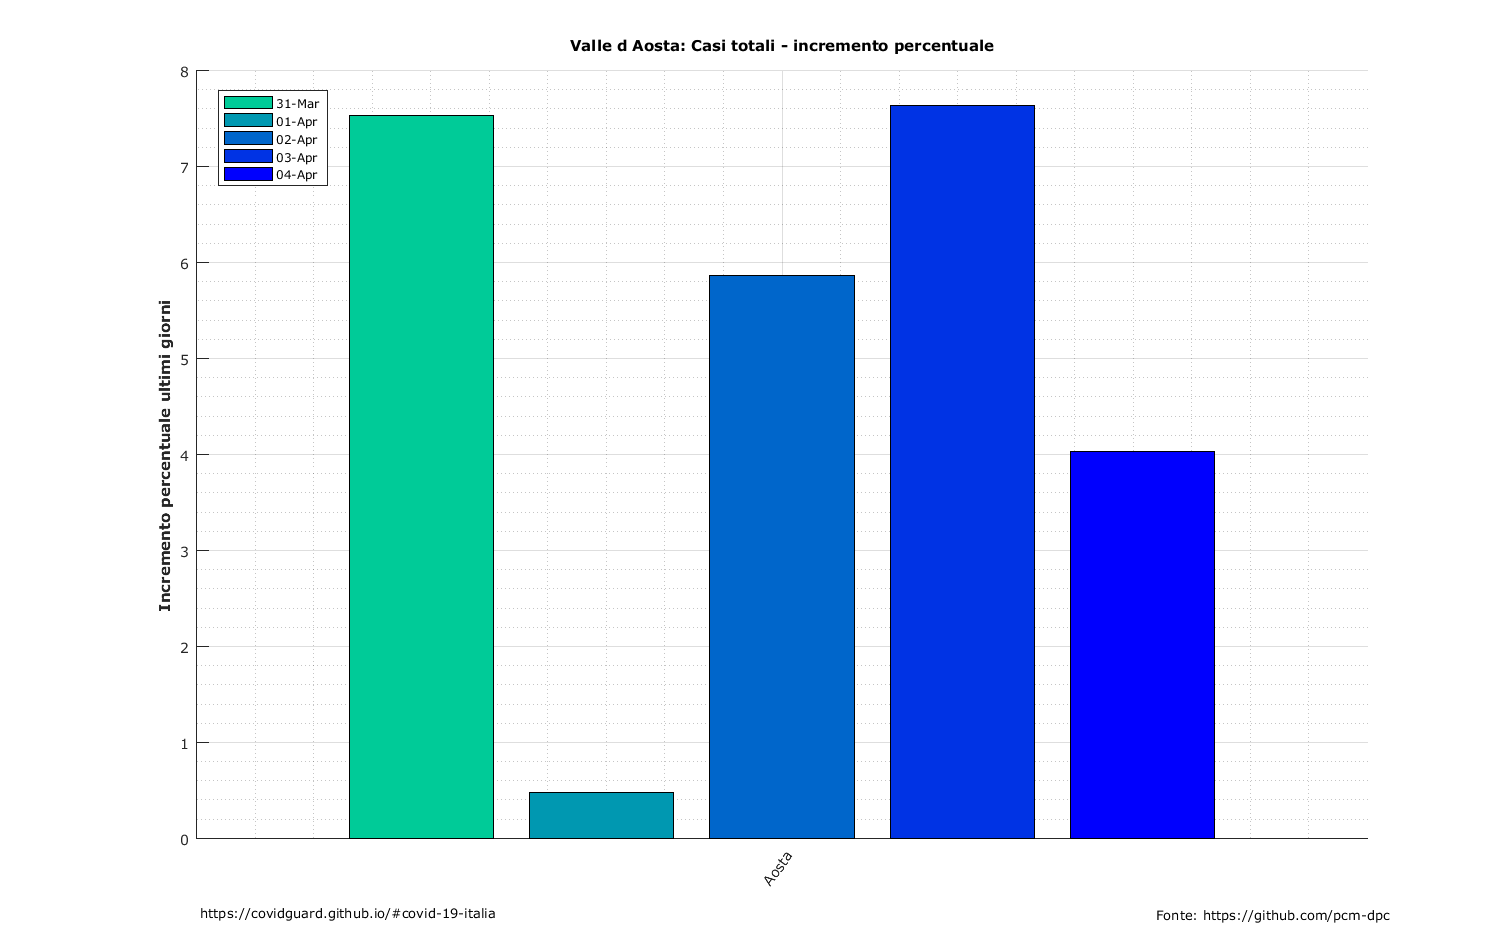 Valle d Aosta: Casi totali - incremento percentuale
8
7
6
5
4
3
2
1
0
Incremento percentuale ultimi giorni
31-Mar
01-Apr
02-Apr
03-Apr
04-Apr
Aosta
https://covidguard.github.io/#covid-19-italia
Fonte: https://github.com/pcm-dpc